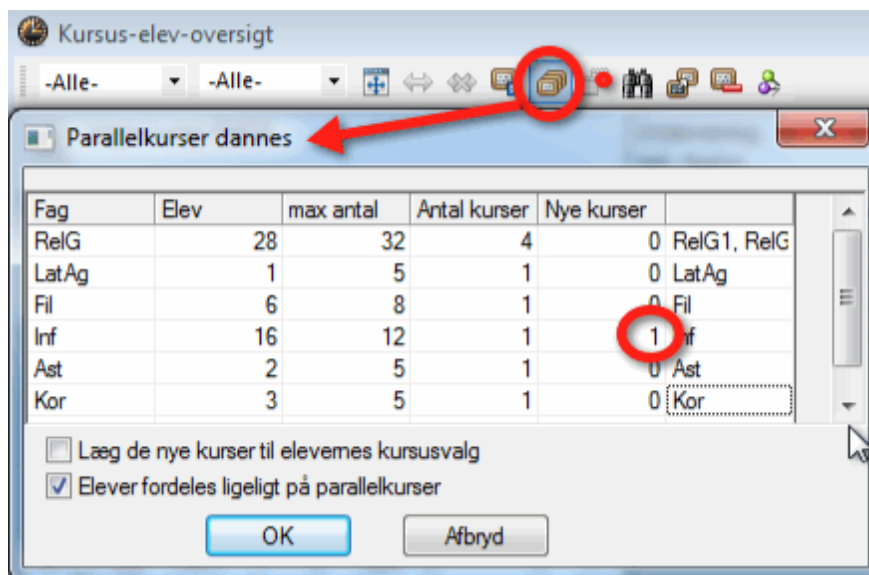 Kursus-elev-oversigt
-Alle- -Alle-
Parallelkurser dannes
Fag Elev max antal Antal kurser Nye kurser
RelG 28 32 4 0 RelG1, RelG
LatAg 1 5 1 0 LatAg
Fil 6 8 1 0 Fil
Inf 16 12 1 1 Inf
Ast 2 5 1 0 Ast
Kor 3 5 1 0 Kor
Læg de nye kurser til elevernes kursusvalg
Elever fordeles ligeligt på parallelkurser
OK Afbryd